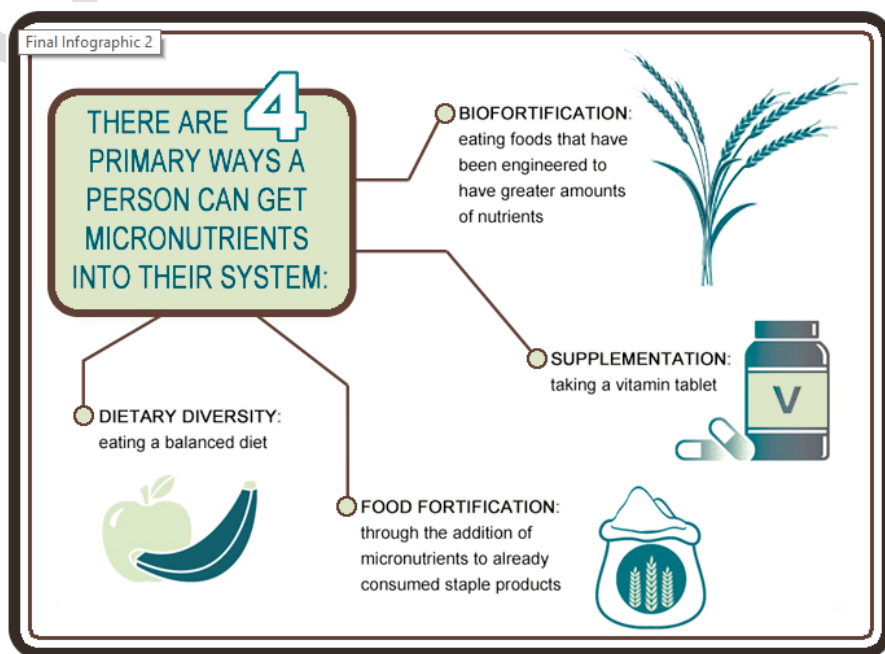 Final Infographic 2
THERE ARE 4
PRIMARY WAYS A
PERSON CAN GET
MICRONUTRIENTS
INTO THEIR SYSTEM:
BIOFORTIFICATION:
eating foods that have
been engineered to
have greater amounts
of nutrients
SUPPLEMENTATION:
taking a vitamin tablet
V
DIETARY DIVERSITY:
eating a balanced diet
FOOD FORTIFICATION:
through the addition of
micronutrients to already
consumed staple products